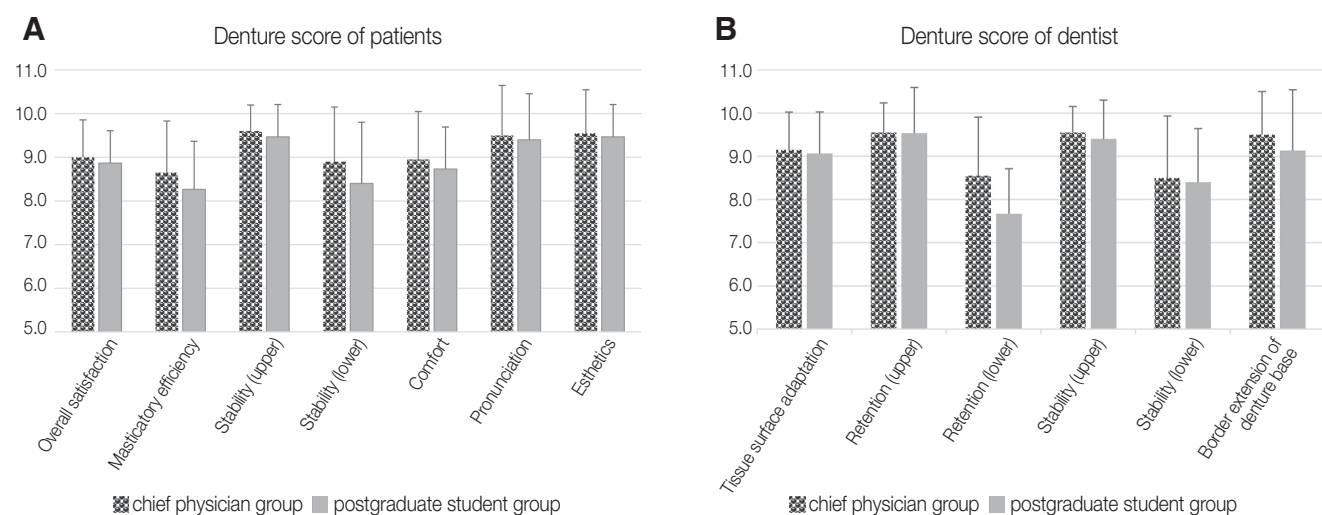 A
Denture score of patients
11.0
10.0
9.0
8.0
7.0
6.0
5.0
Overall satisfaction
Masticatory efficiency
Stability (upper)
Stability (lower)
Comfort
Pronunciation
Esthetics
chief physician group
postgraduate student group
B
Denture score of dentist
11.0
10.0
9.0
8.0
7.0
6.0
5.0
Tissue surface adaptation
Retention (upper)
Retention (lower)
Stability (upper)
Stability (lower)
Border extension of
denture base
chief physician group
postgraduate student group